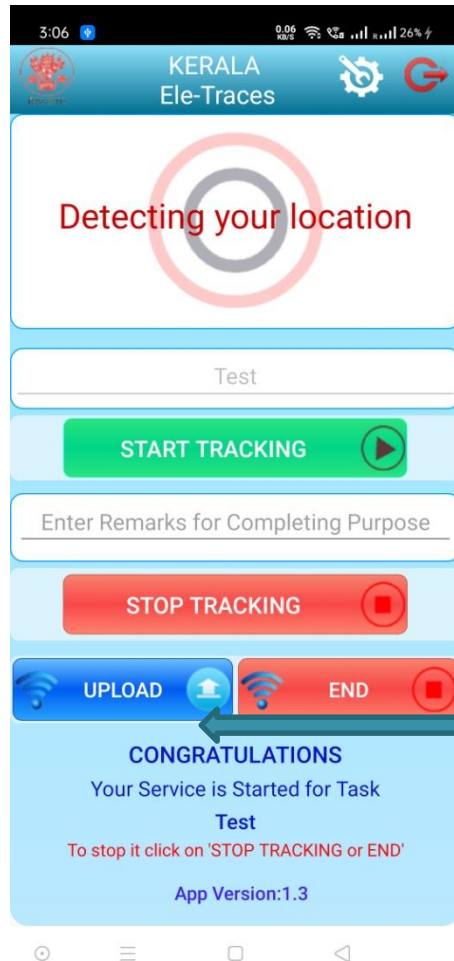 3:06 0.06 KB/S R 26%
KERALA
Ele-Traces
Detecting your location
Test
START TRACKING
Enter Remarks for Completing Purpose
STOP TRACKING
UPLOAD END
CONGRATULATIONS
Your Service is Started for Task
Test
To stop it click on 'STOP TRACKING or END'
App Version:1.3